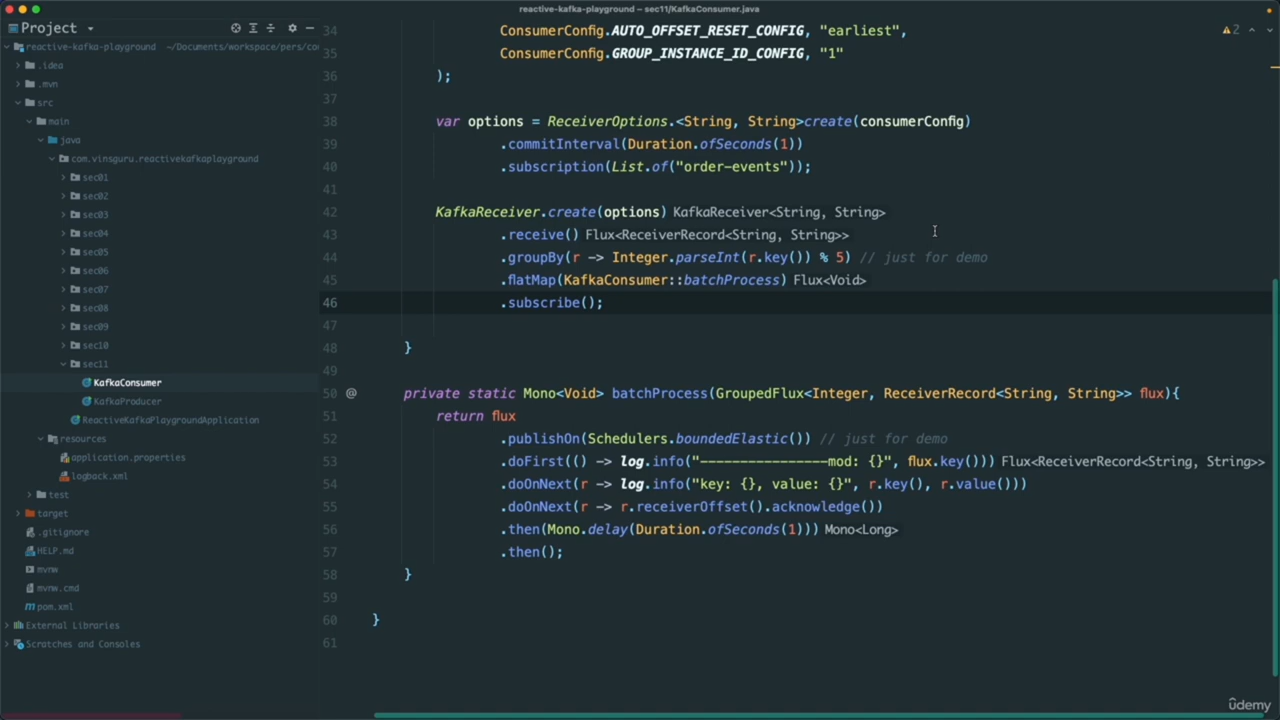 reactive-kafka-playground – sec11/KafkaConsumer.java
Project
reactive-kafka-playground ~/Documents/workspace/pers/co
.idea
.mvn
src
main
java
com.vinsguru.reactivekafkaplayground
sec01
sec02
sec03
sec04
sec05
sec06
sec07
sec08
sec09
sec10
sec11
KafkaConsumer
KafkaProducer
ReactiveKafkaPlaygroundApplication
resources
application.properties
logback.xml
test
target
.gitignore
HELP.md
mvnw
mvnw.cmd
pom.xml
External Libraries
Scratches and Consoles
2
34 ConsumerConfig.AUTO_OFFSET_RESET_CONFIG, "earliest",
35 ConsumerConfig.GROUP_INSTANCE_ID_CONFIG, "1"
36 );
37
38 var options = ReceiverOptions.<String, String>create(consumerConfig)
39 .commitInterval(Duration.ofSeconds(1))
40 .subscription(List.of("order-events"));
41
42 KafkaReceiver.create(options) KafkaReceiver<String, String>
43 .receive() Flux<ReceiverRecord<String, String>>
44 .groupBy(r -> Integer.parseInt(r.key()) % 5) // just for demo
45 .flatMap(KafkaConsumer::batchProcess) Flux<Void>
46 .subscribe();
47
48 }
49
50 @ private static Mono<Void> batchProcess(GroupedFlux<Integer, ReceiverRecord<String, String>> flux){
51 return flux
52 .publishOn(Schedulers.boundedElastic()) // just for demo
53 .doFirst(() -> log.info("----------------mod: {}", flux.key())) Flux<ReceiverRecord<String, String>>
54 .doOnNext(r -> log.info("key: {}, value: {}", r.key(), r.value()))
55 .doOnNext(r -> r.receiverOffset().acknowledge())
56 .then(Mono.delay(Duration.ofSeconds(1))) Mono<Long>
57 .then();
58 }
59
60 }
61
ûdemy